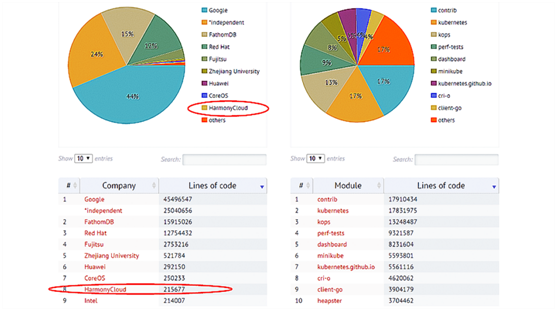 44%
24%
15%
12%
Google
*independent
FathomDB
Red Hat
Fujitsu
Zhejiang University
Huawei
CoreOS
HarmonyCloud
others
17%
17%
13%
9%
8%
5%
4%
17%
contrib
kubernetes
kops
perf-tests
dashboard
minikube
kubernetes.github.io
cri-o
client-go
others
Show 10 entries Search:
# Company Lines of code
1 Google 45496547
*independent 25040656
2 FathomDB 15915026
3 Red Hat 12754432
4 Fujitsu 2753216
5 Zhejiang University 521784
6 Huawei 292150
7 CoreOS 250233
8 HarmonyCloud 215677
9 Intel 214007
Show 10 entries Search:
# Module Lines of code
1 contrib 17910434
2 kubernetes 17831975
3 kops 13248487
4 perf-tests 9321587
5 dashboard 8231604
6 minikube 5593801
7 kubernetes.github.io 5561116
8 cri-o 4620062
9 client-go 3904179
10 heapster 3704462